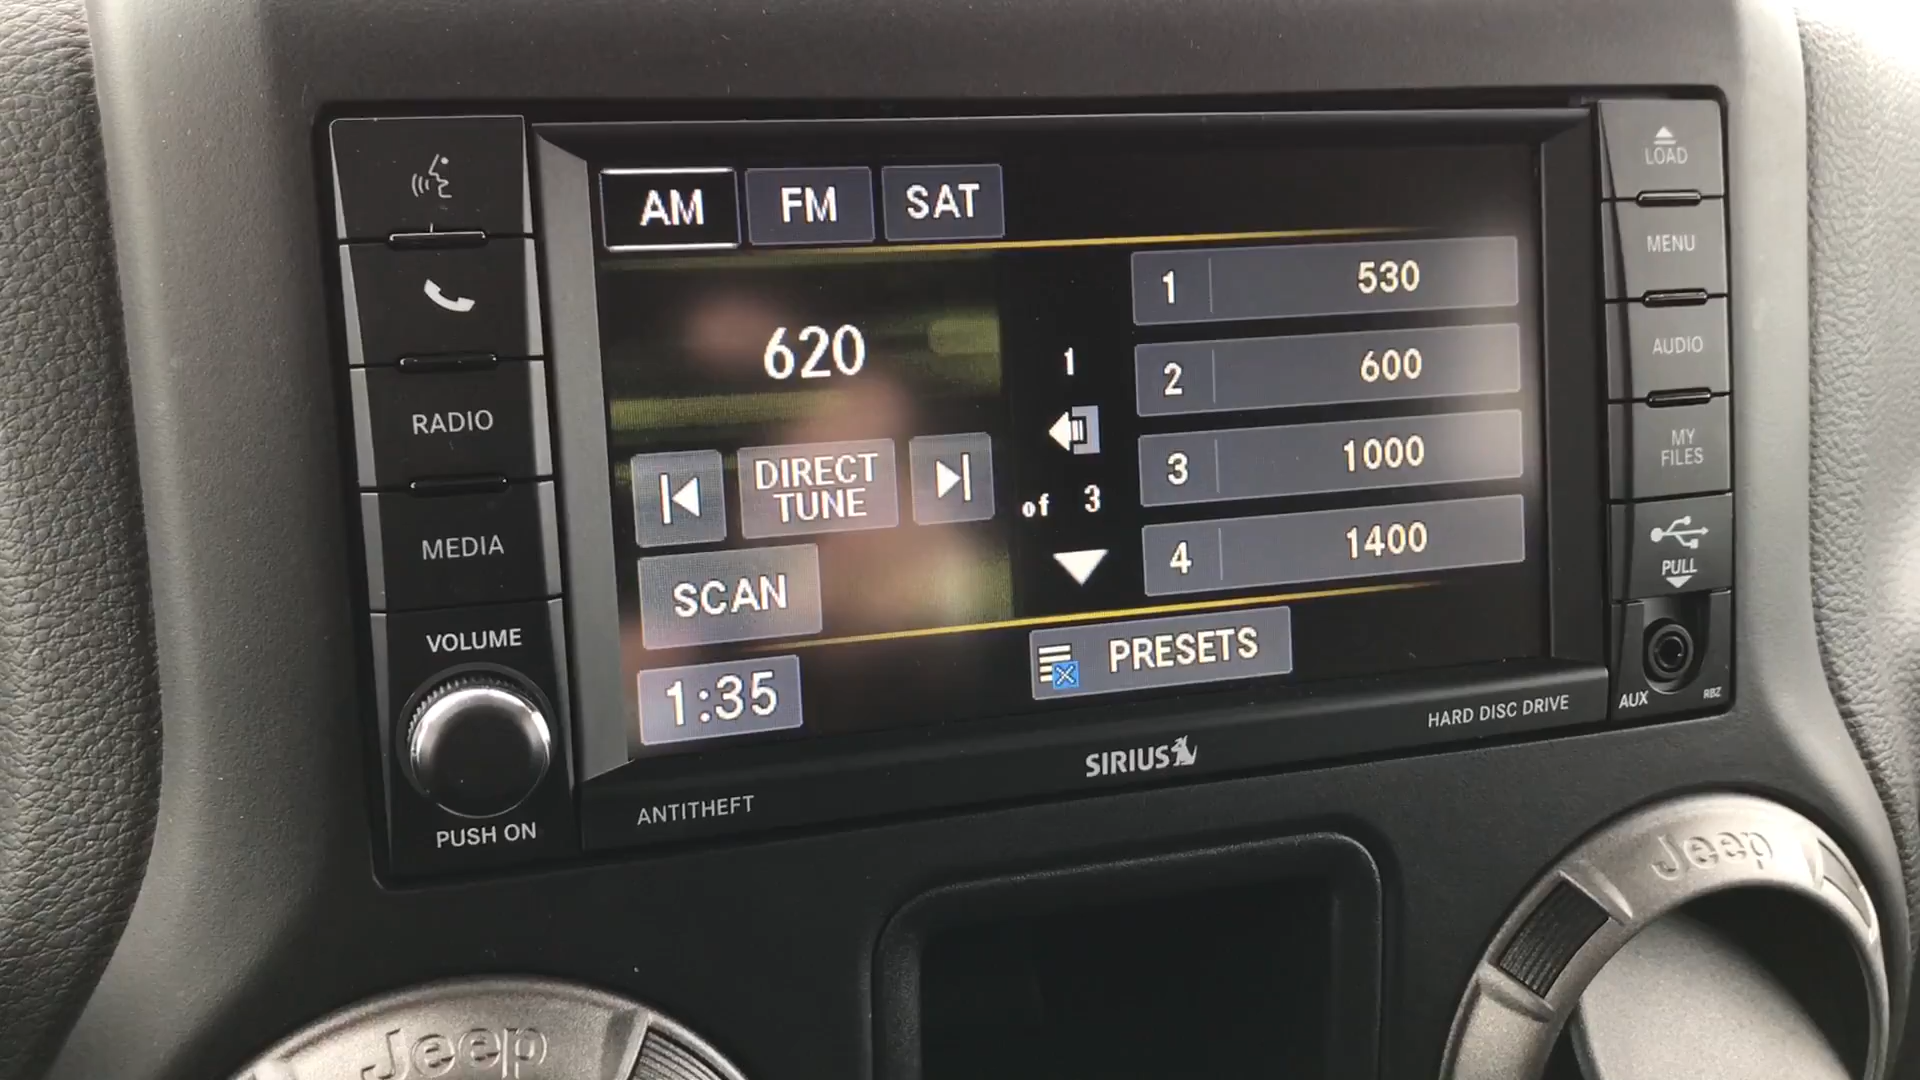 AM FM SAT
620
DIRECT
TUNE
SCAN
1:35
1
of 3
1 530
2 600
3 1000
4 1400
PRESETS
RADIO
MEDIA
VOLUME
PUSH ON
LOAD
MENU
AUDIO
MY
FILES
PULL
AUX
RBZ
HARD DISC DRIVE
SIRIUS
ANTITHEFT
Jeep
Jeep